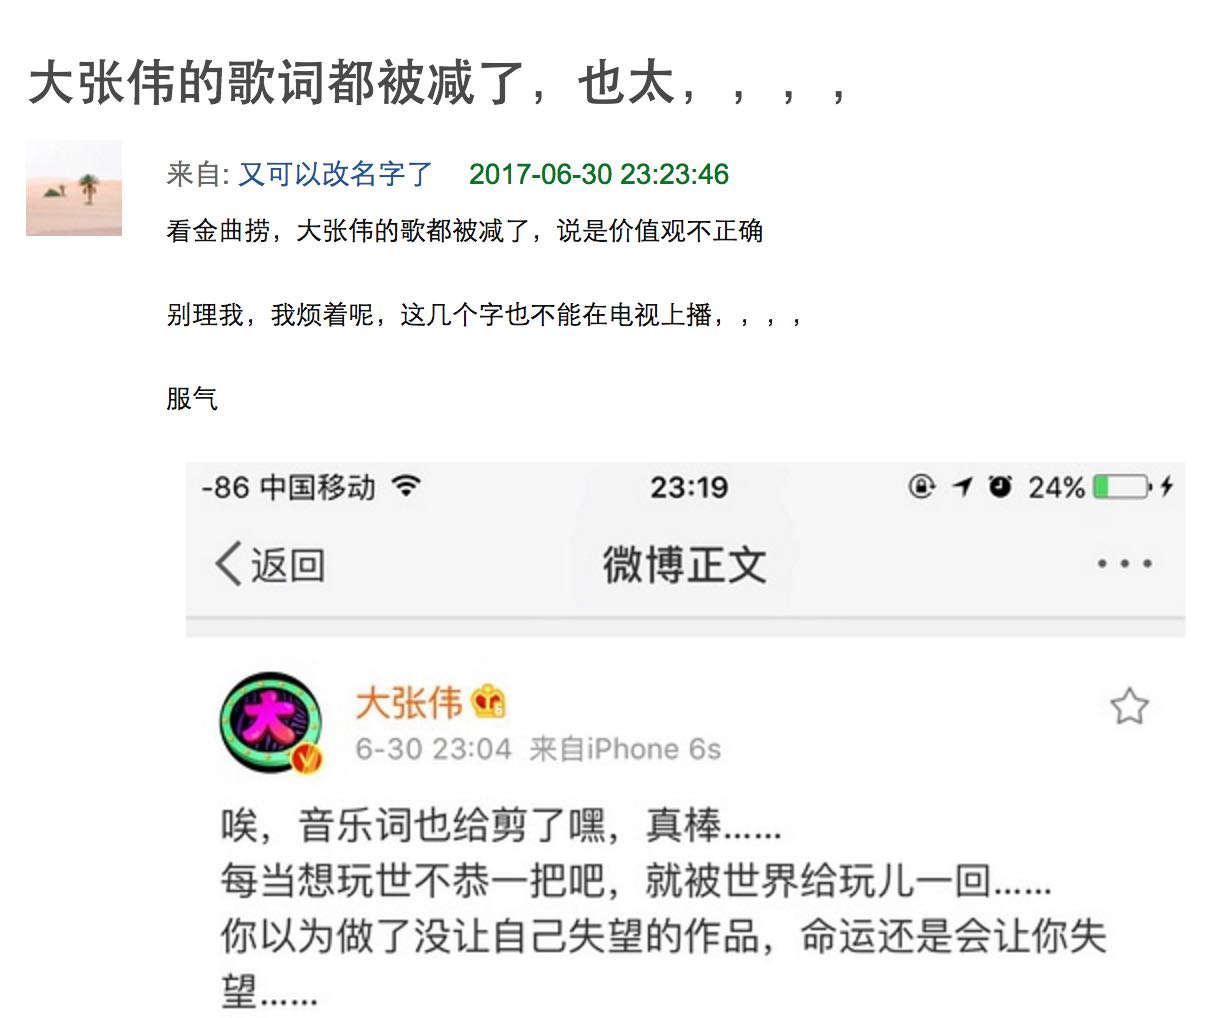 大张伟的歌词都被减了，也太，，，，
来自: 又可以改名字了 2017-06-30 23:23:46
看金曲捞，大张伟的歌都被减了，说是价值观不正确
别理我，我烦着呢，这几个字也不能在电视上播，，，，
服气
-86 中国移动 23:19 24%
返回 微博正文 ...
大
大张伟 6
V
6-30 23:04 来自iPhone 6s
唉，音乐词也给剪了嘿，真棒......
每当想玩世不恭一把吧，就被世界给玩儿一回......
你以为做了没让自己失望的作品，命运还是会让你失
望......